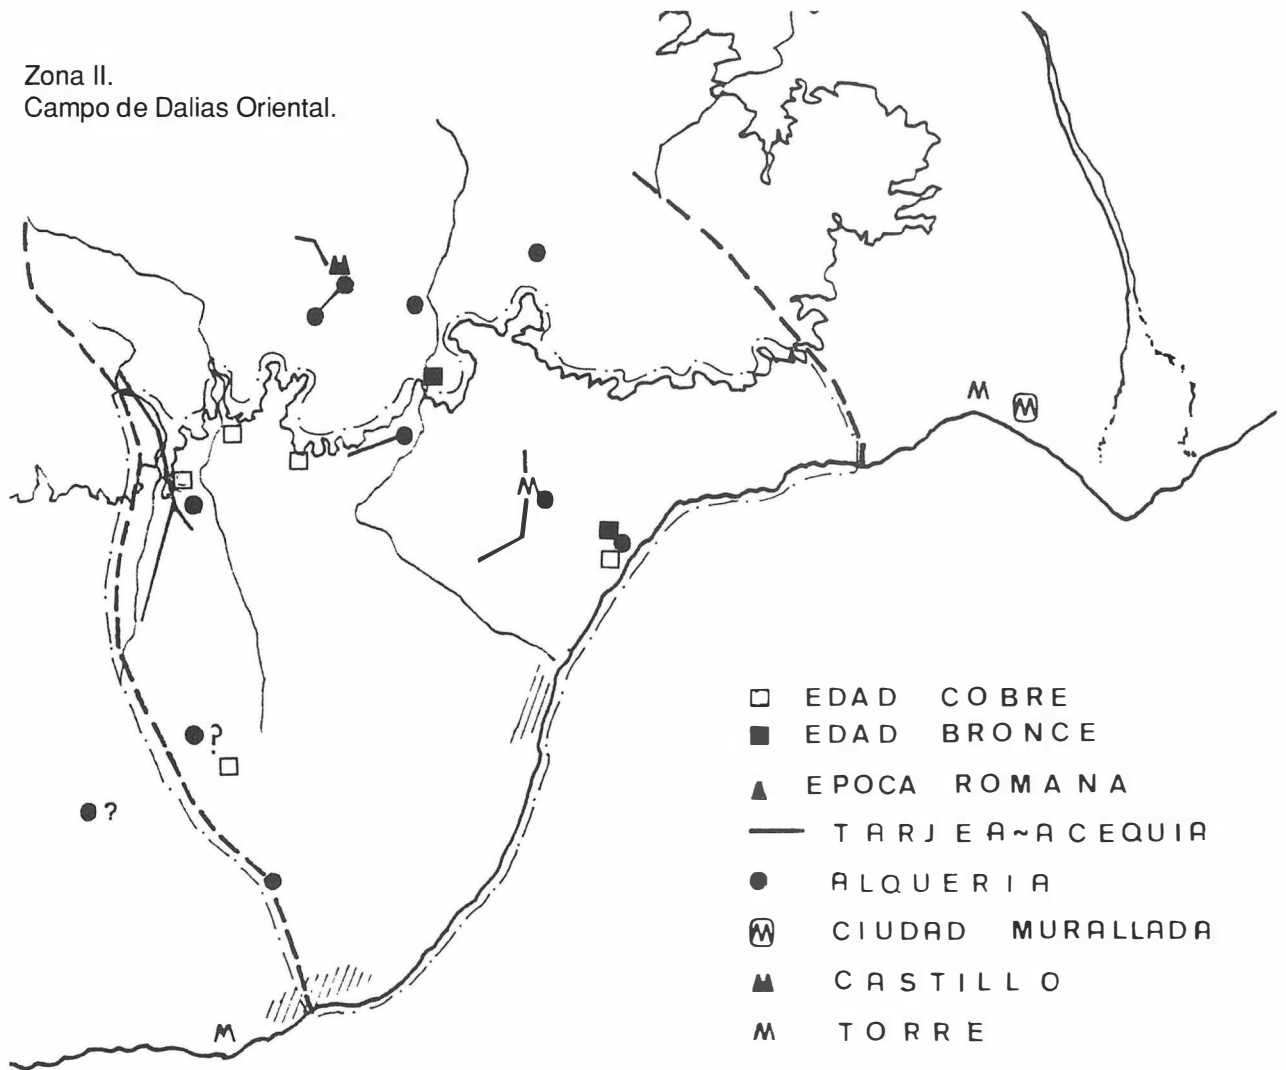 Zona II.
Campo de Dalias Oriental.
?
?
EDAD COBRE
EDAD BRONCE
EPOCA ROMANA
TARJEA~ACEQUIA
ALQUERIA
CIUDAD MURALLADA
CASTILLO
TORRE